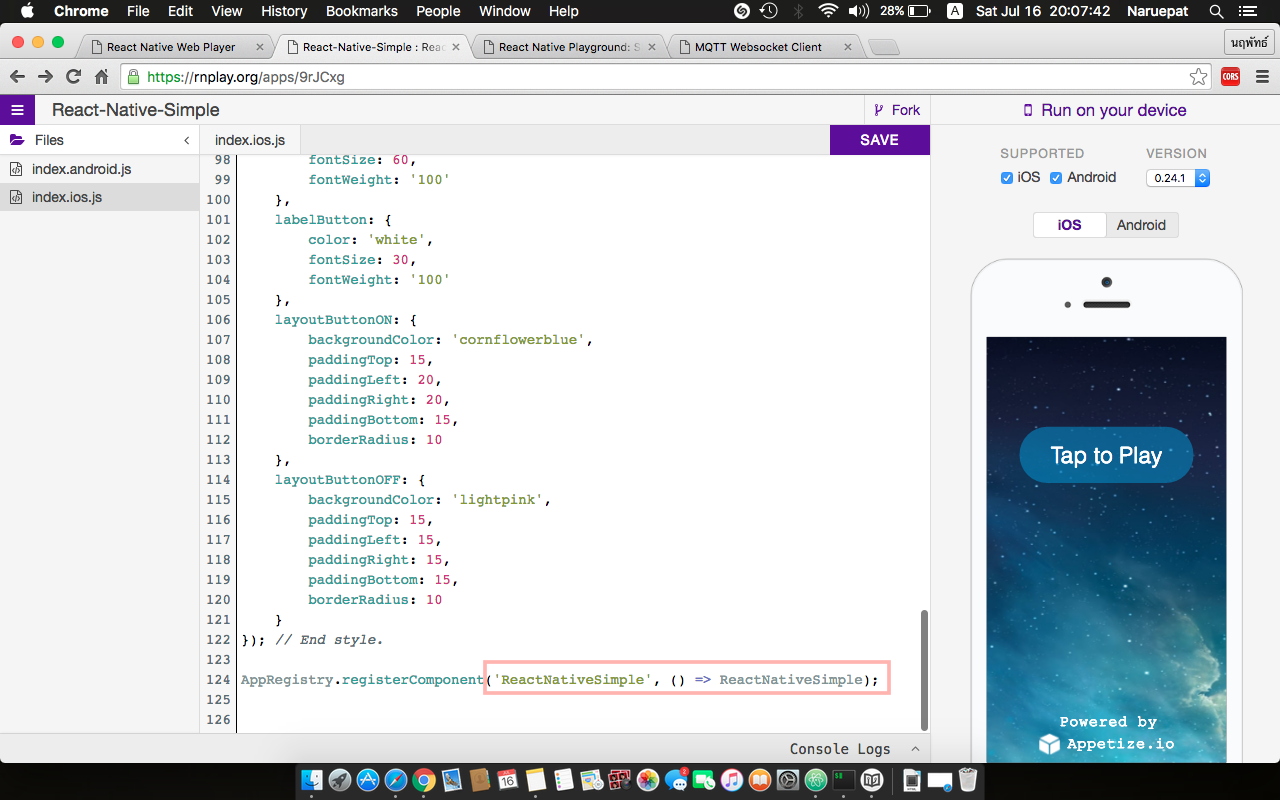 Chrome File Edit View History Bookmarks People Window Help 28% A Sat Jul 16 20:07:42 Naruepat
React Native Web Player
React-Native-Simple : Rea
React Native Playground: S
MQTT Websocket Client
นฤพัทธ์
https://rnplay.org/apps/9rJCxg
CORS
React-Native-Simple
Fork
Run on your device
Files
index.ios.js
SAVE
SUPPORTED
VERSION
iOS
Android
0.24.1
iOS
Android
index.android.js
index.ios.js
98 fontSize: 60,
99 fontWeight: '100'
100 },
101 labelButton: {
102 color: 'white',
103 fontSize: 30,
104 fontWeight: '100'
105 },
106 layoutButtonON: {
107 backgroundColor: 'cornflowerblue',
108 paddingTop: 15,
109 paddingLeft: 20,
110 paddingRight: 20,
111 paddingBottom: 15,
112 borderRadius: 10
113 },
114 layoutButtonOFF: {
115 backgroundColor: 'lightpink',
116 paddingTop: 15,
117 paddingLeft: 15,
118 paddingRight: 15,
119 paddingBottom: 15,
120 borderRadius: 10
121 }
122 }); // End style.
123
124 AppRegistry.registerComponent('ReactNativeSimple', () => ReactNativeSimple);
125
126
Tap to Play
Powered by
Appetize.io
Console Logs
16
2